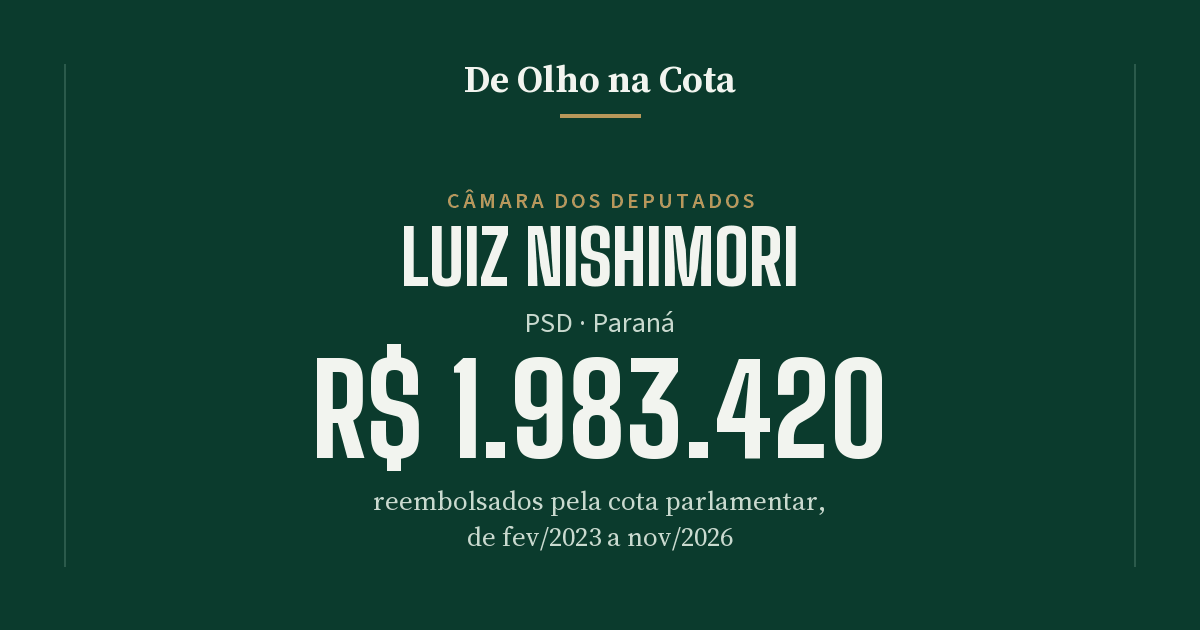 De Olho na Cota
CÂMARA DOS DEPUTADOS
LUIZ NISHIMORI
PSD · Paraná
R$ 1.983.420
reembolsados pela cota parlamentar,
de fev/2023 a nov/2026